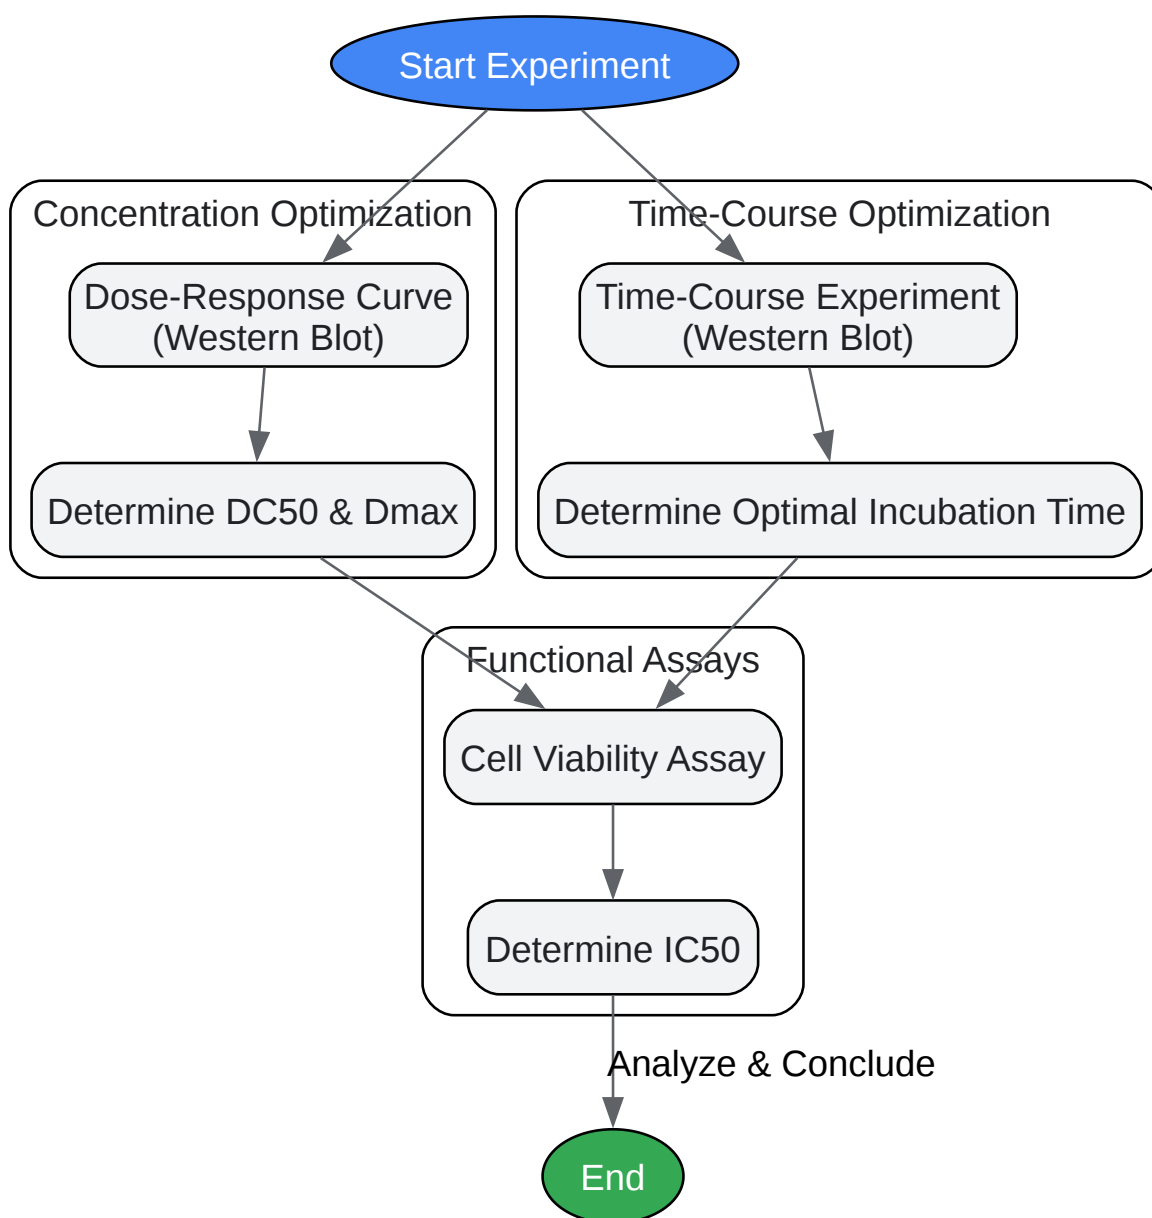 Start Experiment
Concentration Optimization
Dose-Response Curve
(Western Blot)
Determine DC50 & Dmax
Time-Course Optimization
Time-Course Experiment
(Western Blot)
Determine Optimal Incubation Time
Functional Assays
Cell Viability Assay
Determine IC50
Analyze & Conclude
End